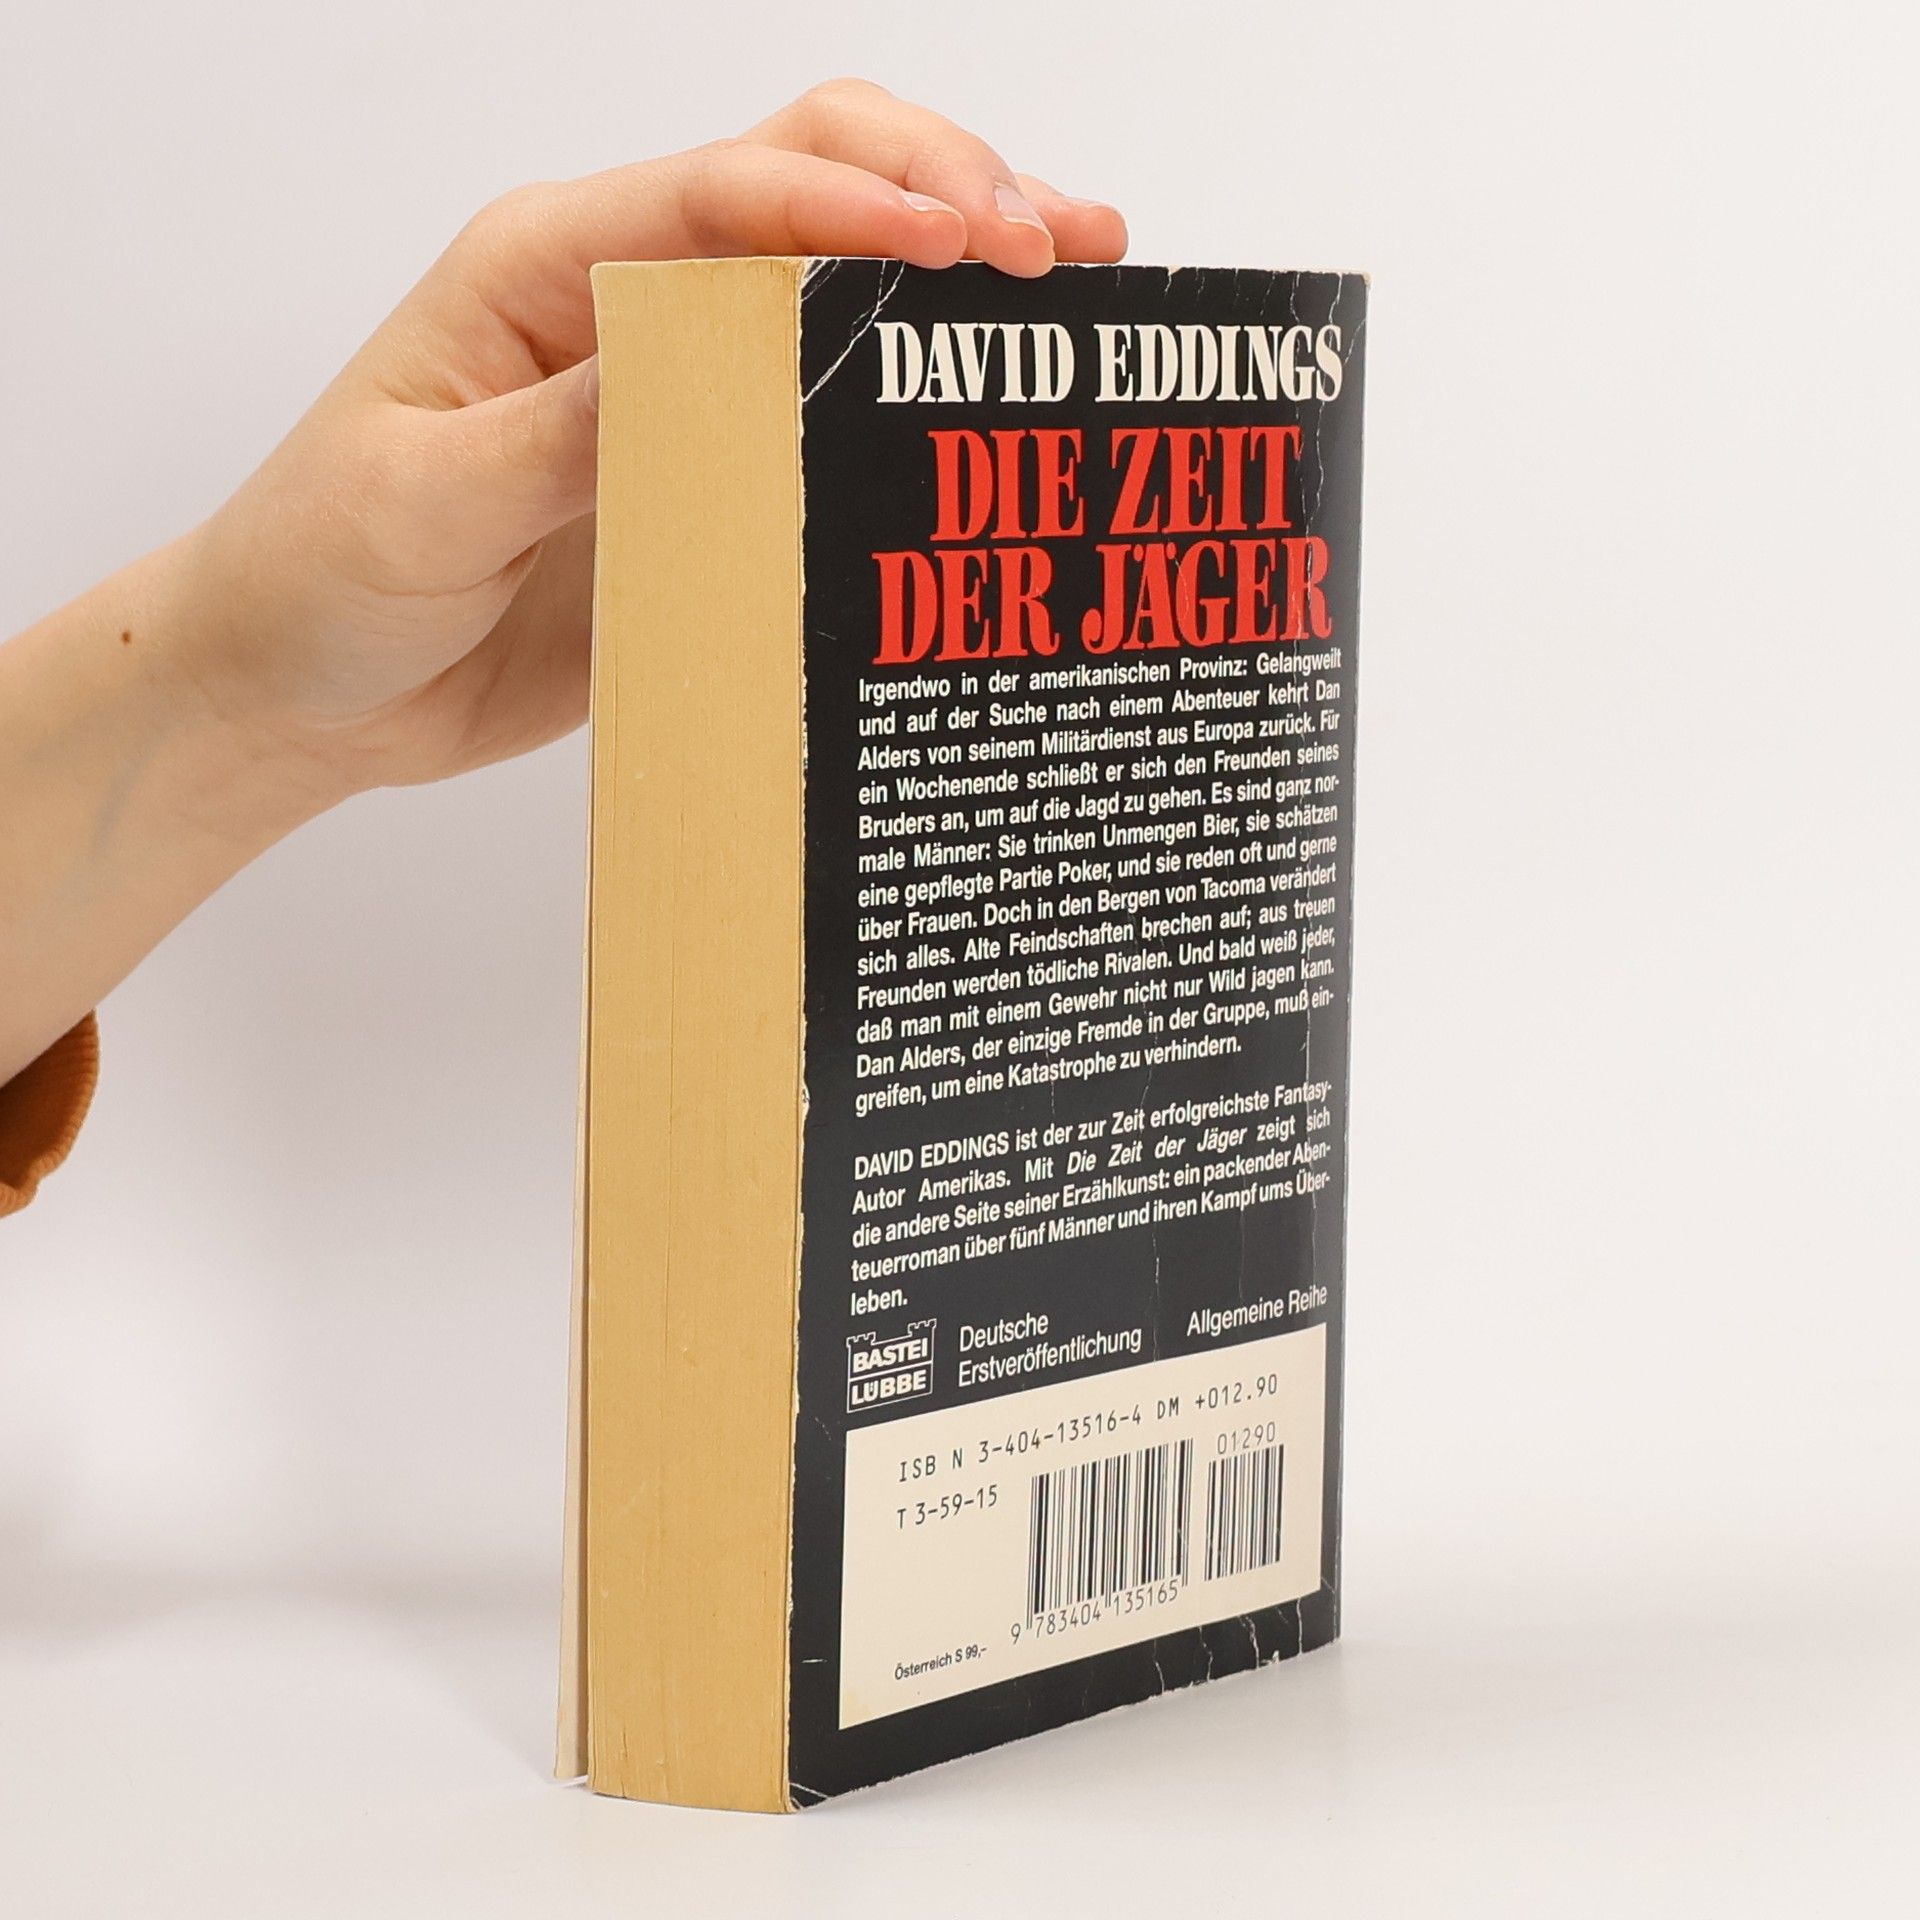 DAVID EDDINGS
DIE ZEIT
DER JÄGER
Irgendwo in der amerikanischen Provinz: Gelangweilt
und auf der Suche nach einem Abenteuer kehrt Dan
Alders von seinem Militärdienst aus Europa zurück. Für
ein Wochenende schließt er sich den Freunden seines
Bruders an, um auf die Jagd zu gehen. Es sind ganz nor-
male Männer: Sie trinken Unmengen Bier, sie schätzen
eine gepflegte Partie Poker, und sie reden oft und gerne
über Frauen. Doch in den Bergen von Tacoma verändert
sich alles. Alte Feindschaften brechen auf; aus treuen
Freunden werden tödliche Rivalen. Und bald weiß jeder,
daß man mit einem Gewehr nicht nur Wild jagen kann.
Dan Alders, der einzige Fremde in der Gruppe, muß ein-
greifen, um eine Katastrophe zu verhindern.
DAVID EDDINGS ist der zur Zeit erfolgreichste Fantasy-
Autor Amerikas. Mit Die Zeit der Jäger zeigt sich
die andere Seite seiner Erzählkunst: ein packender Aben-
teuerroman über fünf Männer und ihren Kampf ums Über-
leben.
BASTEI
LÜBBE
Deutsche
Erstveröffentlichung
Allgemeine Reihe
ISB N 3-404-13516-4 DM +012.90
T 3-59-15
01290
9 783404 135165
Österreich S 99,-